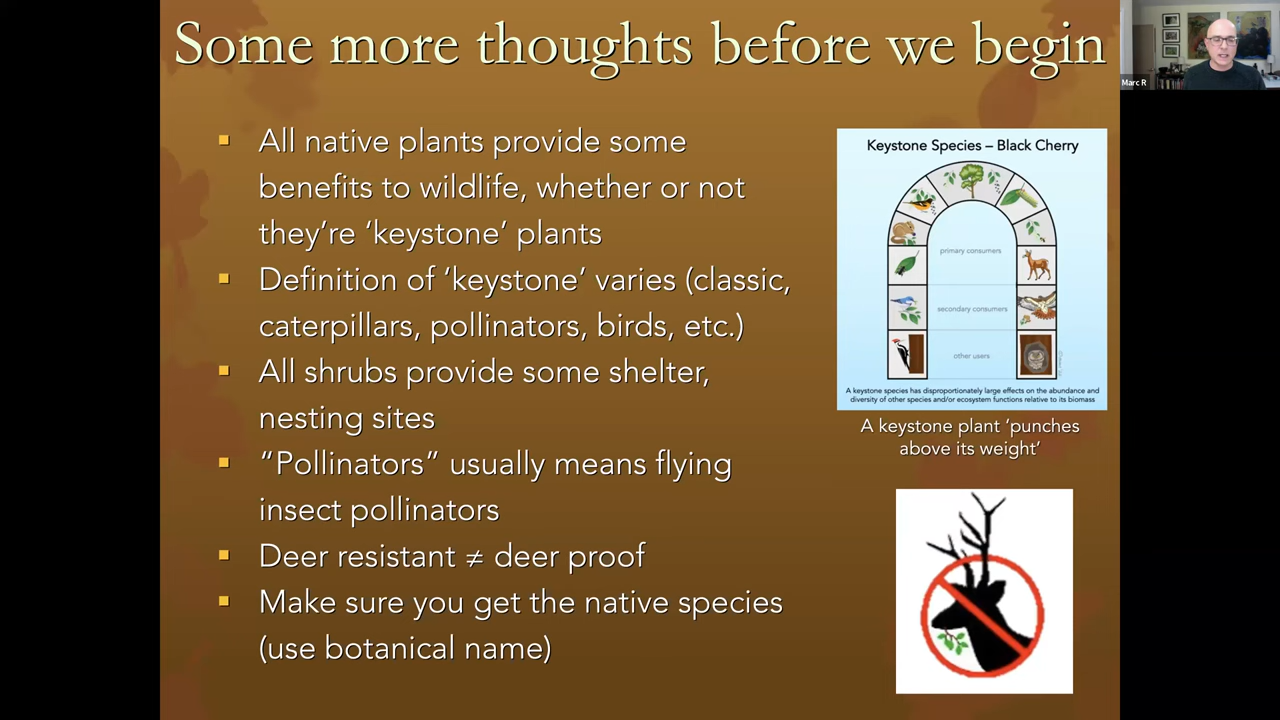 Some more thoughts before we begin
Marc R
▪ All native plants provide some
benefits to wildlife, whether or not
they're 'keystone' plants
▪ Definition of 'keystone' varies (classic,
caterpillars, pollinators, birds, etc.)
▪ All shrubs provide some shelter,
nesting sites
▪ “Pollinators” usually means flying
insect pollinators
▪ Deer resistant ≠ deer proof
▪ Make sure you get the native species
(use botanical name)
Keystone Species – Black Cherry
primary consumers
secondary consumers
other users
A keystone species has disproportionately large effects on the abundance and
diversity of other species and/or ecosystem functions relative to its biomass
A keystone plant 'punches
above its weight'